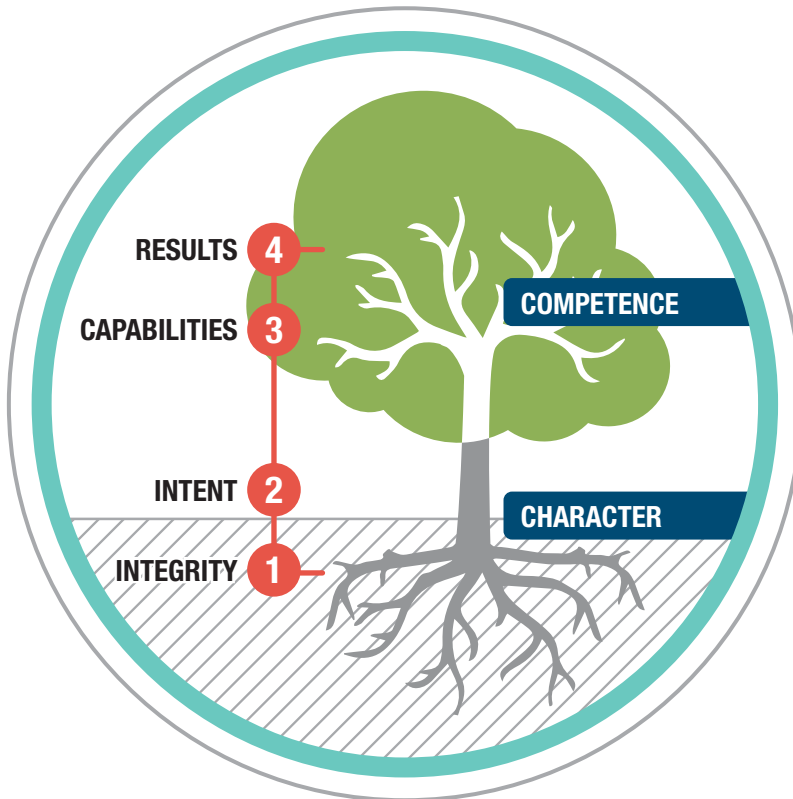 RESULTS 4
CAPABILITIES 3
COMPETENCE
INTENT 2
CHARACTER
INTEGRITY 1